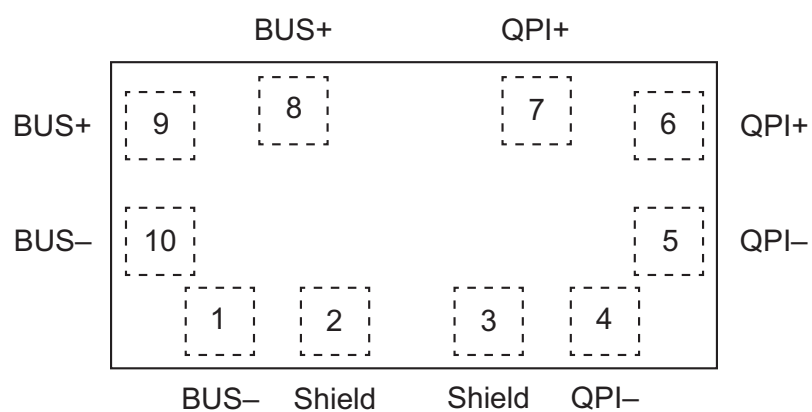 BUS+ QPI+
BUS+ 9 8 7 6 QPI+
BUS– 10 5 QPI–
1 2 3 4
BUS– Shield Shield QPI–